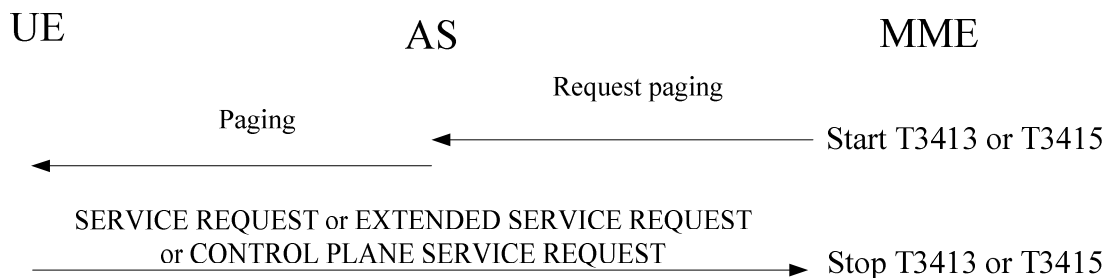 UE
AS
MME
Request paging
Paging
Start T3413 or T3415
SERVICE REQUEST or EXTENDED SERVICE REQUEST
or CONTROL PLANE SERVICE REQUEST
Stop T3413 or T3415